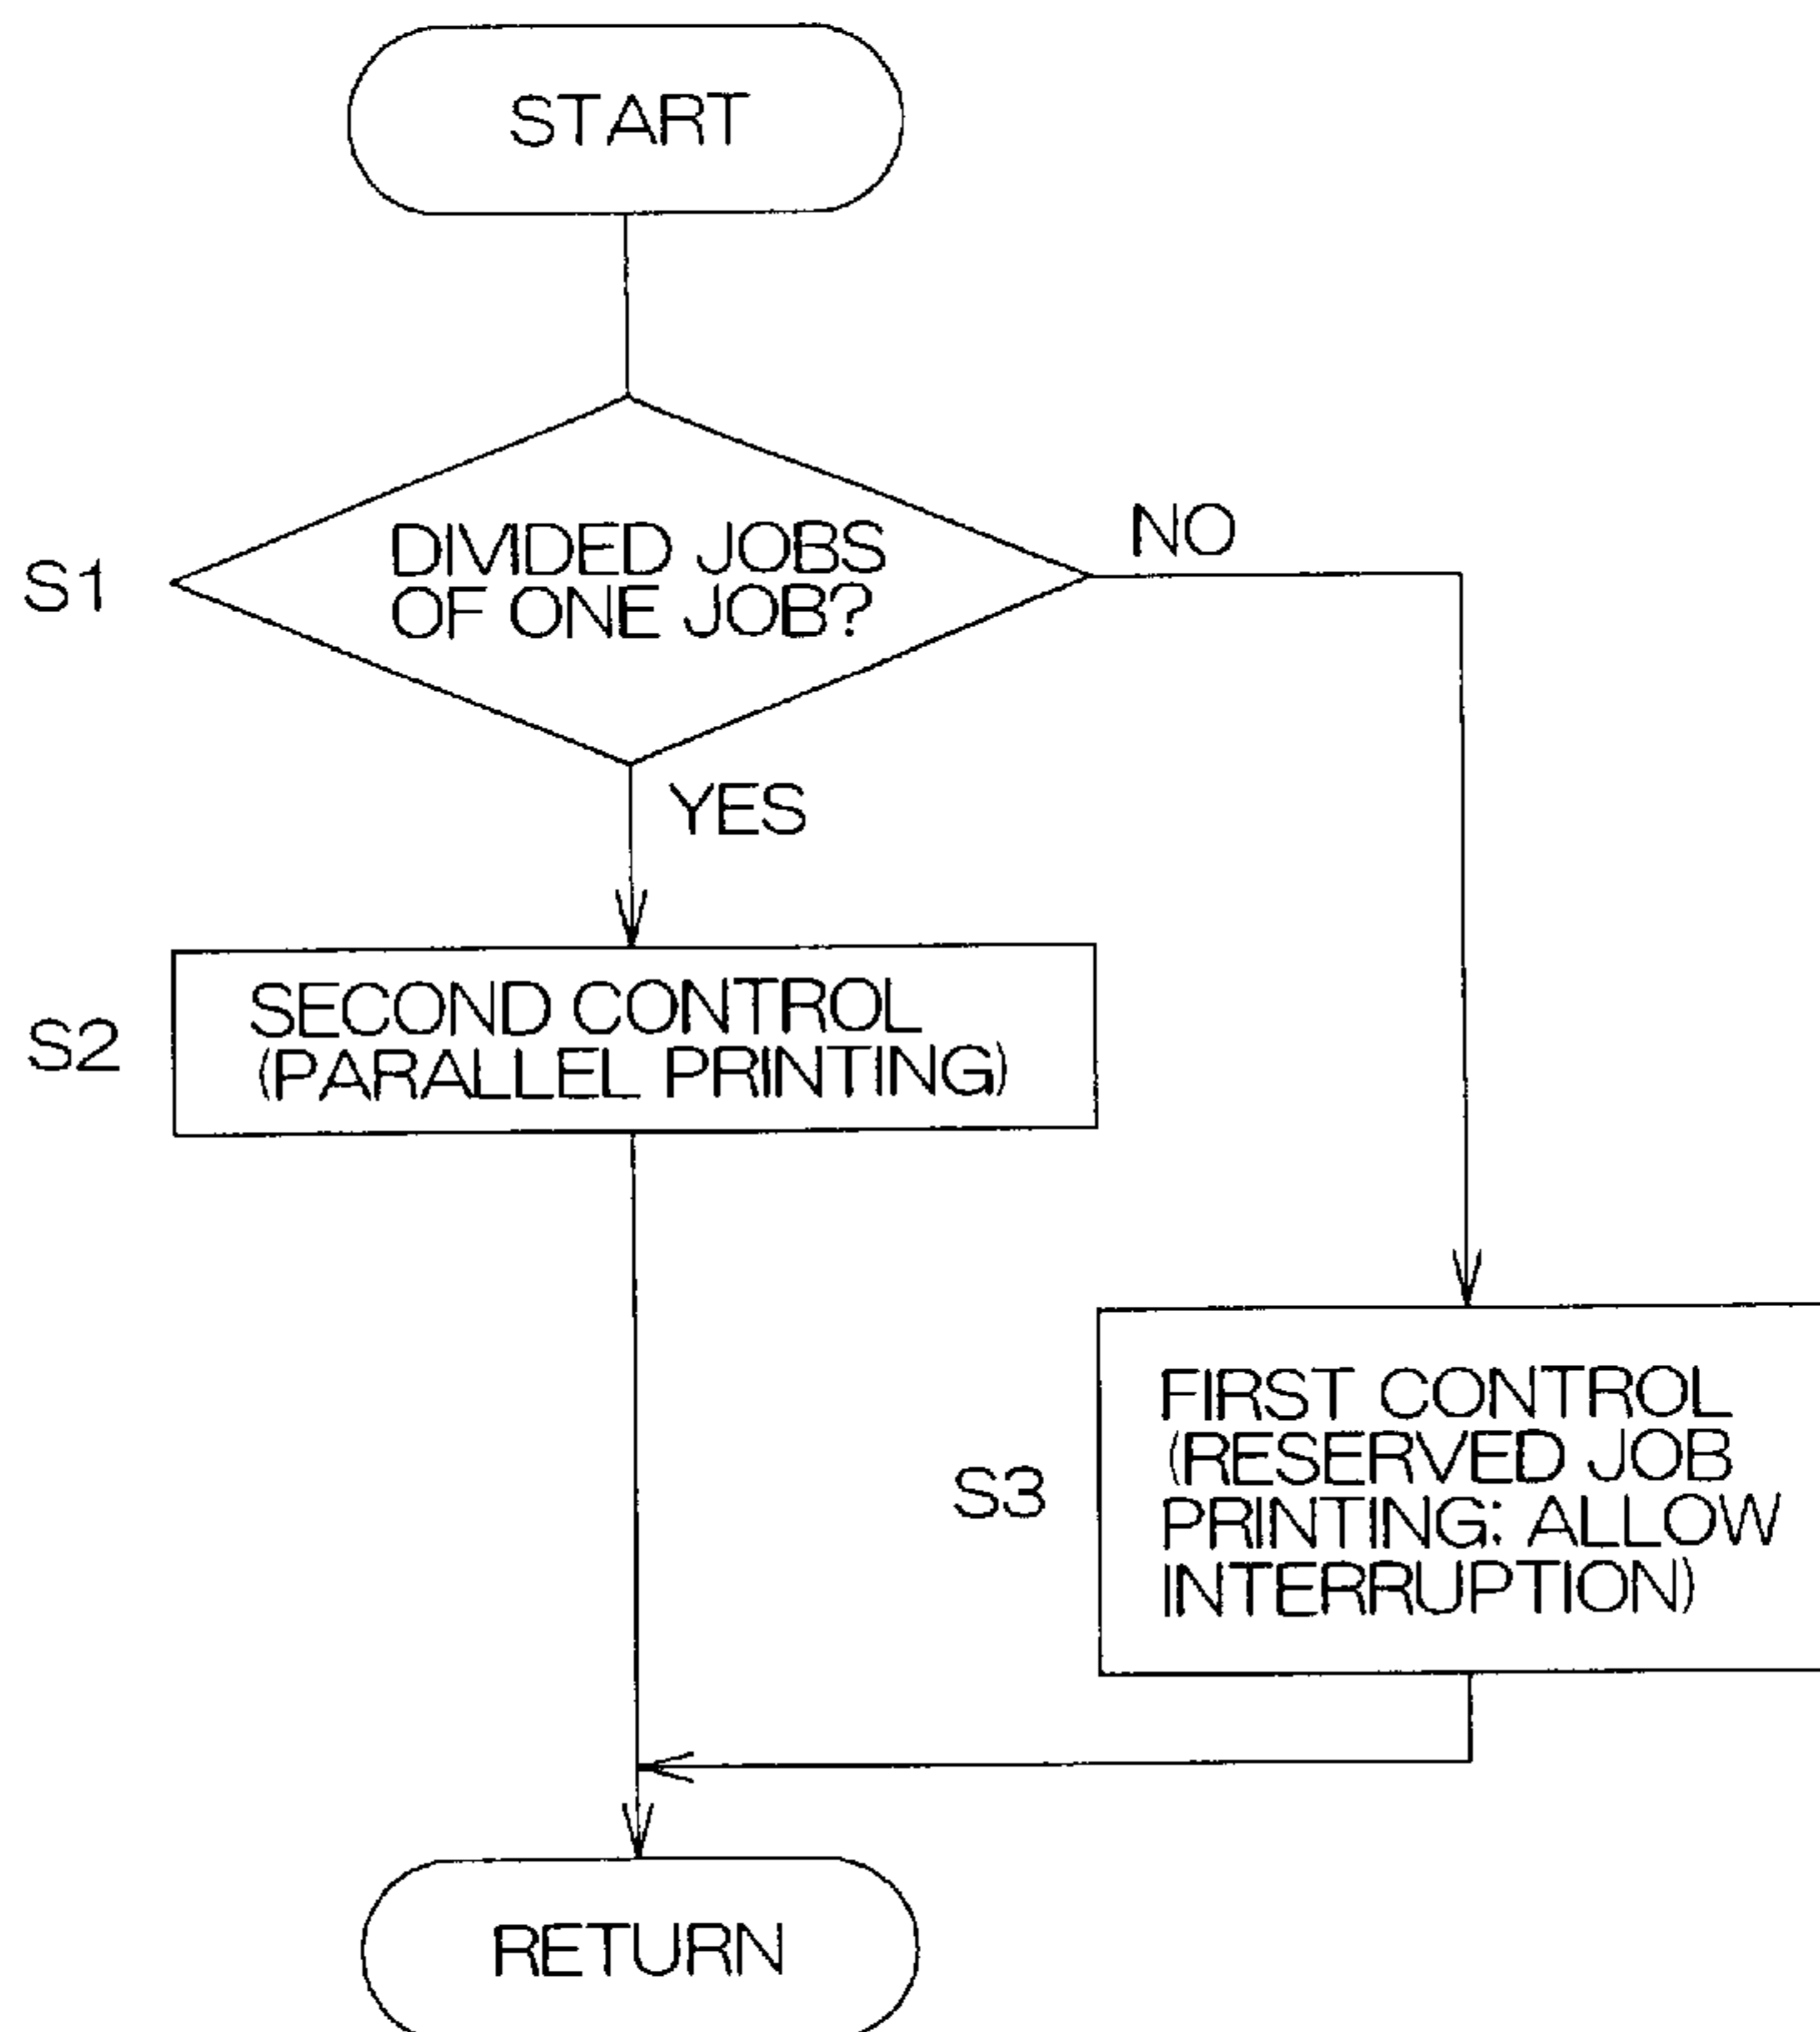 START
S1
DIVIDED JOBS
OF ONE JOB?
NO
YES
S2
SECOND CONTROL
(PARALLEL PRINTING)
S3
FIRST CONTROL
(RESERVED JOB
PRINTING: ALLOW
INTERRUPTION)
RETURN